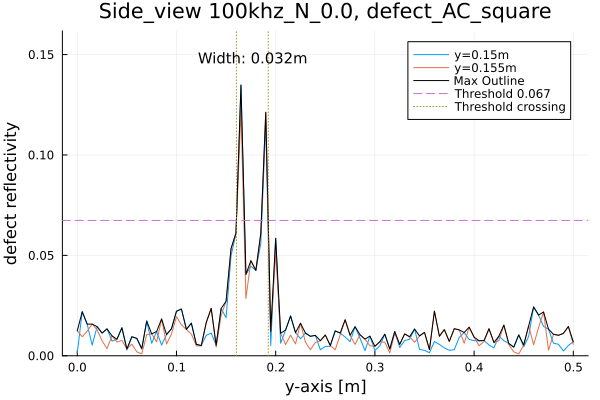 Side_view 100khz_N_0.0, defect_AC_square
Width: 0.032m
y=0.15m
y=0.155m
Max Outline
Threshold 0.067
Threshold crossing
defect reflectivity
0.15
0.10
0.05
0.00
0.0
0.1
0.2
0.3
0.4
0.5
y-axis [m]